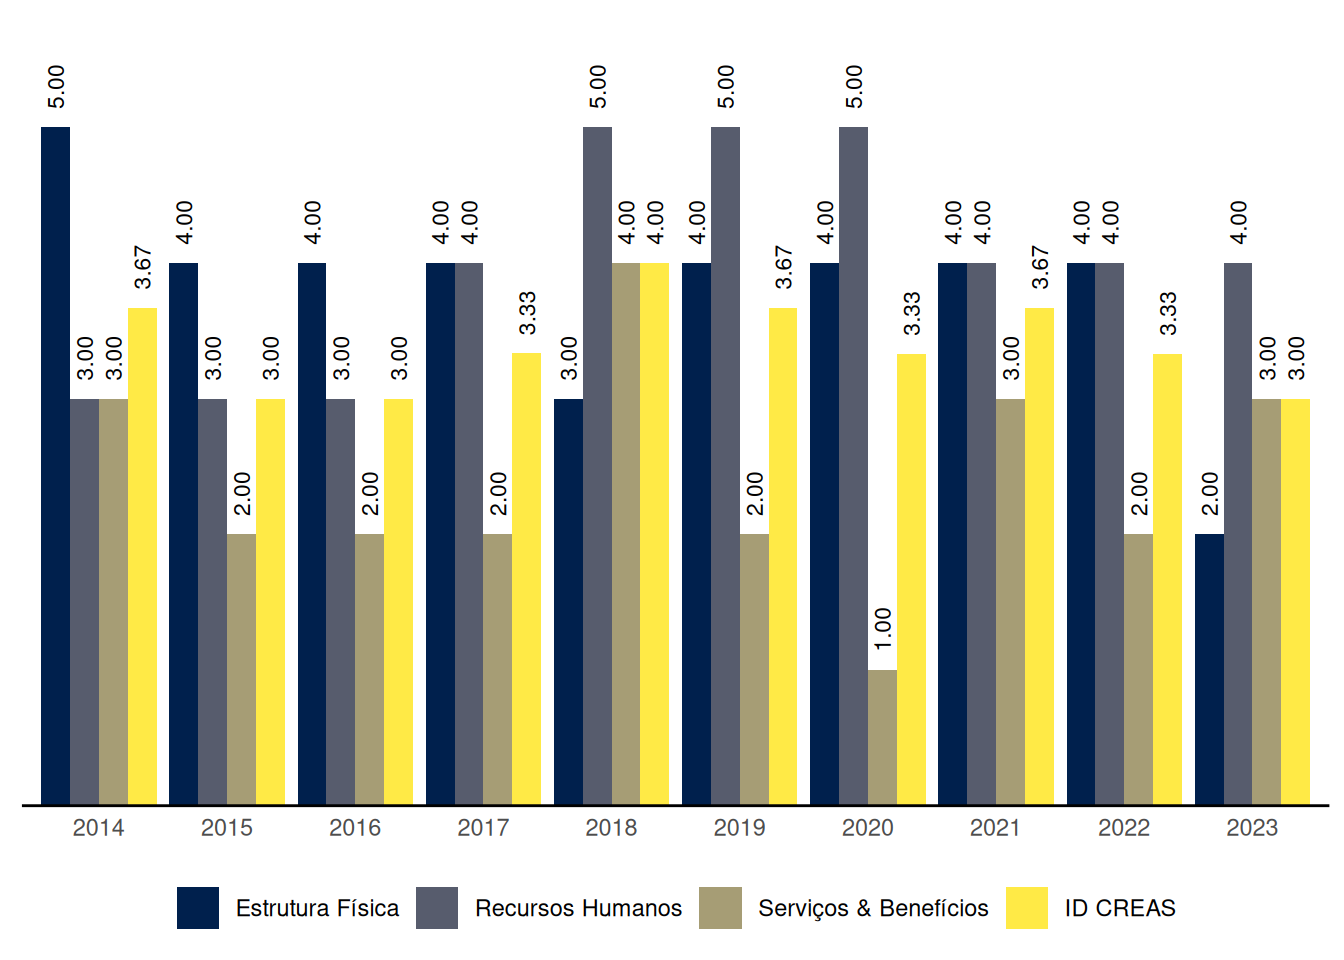 5.00 3.00 3.00 3.67 4.00 3.00 2.00 3.00 4.00 3.00 2.00 3.00 4.00 4.00 2.00 3.33 3.00 5.00 4.00 4.00 4.00 5.00 2.00 3.67 4.00 5.00 1.00 3.33 4.00 4.00 3.00 3.67 4.00 4.00 2.00 3.33 2.00 4.00 3.00 3.00
2014 2015 2016 2017 2018 2019 2020 2021 2022 2023
Estrutura Física Recursos Humanos Serviços & Benefícios ID CREAS